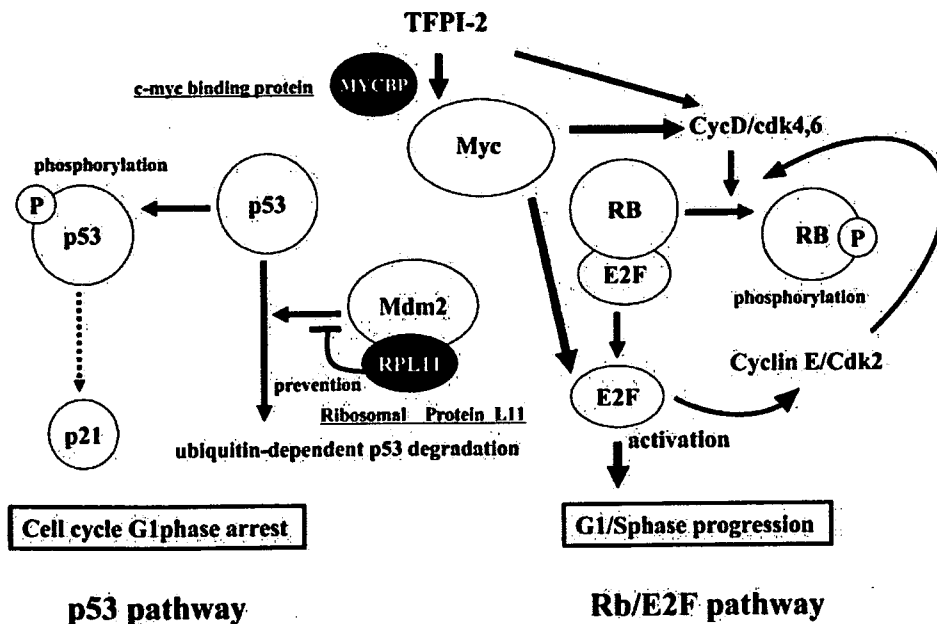 TFPI-2
c-myc binding protein
MYCBP
Myc
CycD/cdk4,6
phosphorylation
P
p53
p53
RB
E2F
RB
P
phosphorylation
Mdm2
RPL11
prevention
Ribosomal Protein L11
ubiquitin-dependent p53 degradation
p21
E2F
Cyclin E/Cdk2
activation
Cell cycle G1phase arrest
G1/Sphase progression
p53 pathway
Rb/E2F pathway